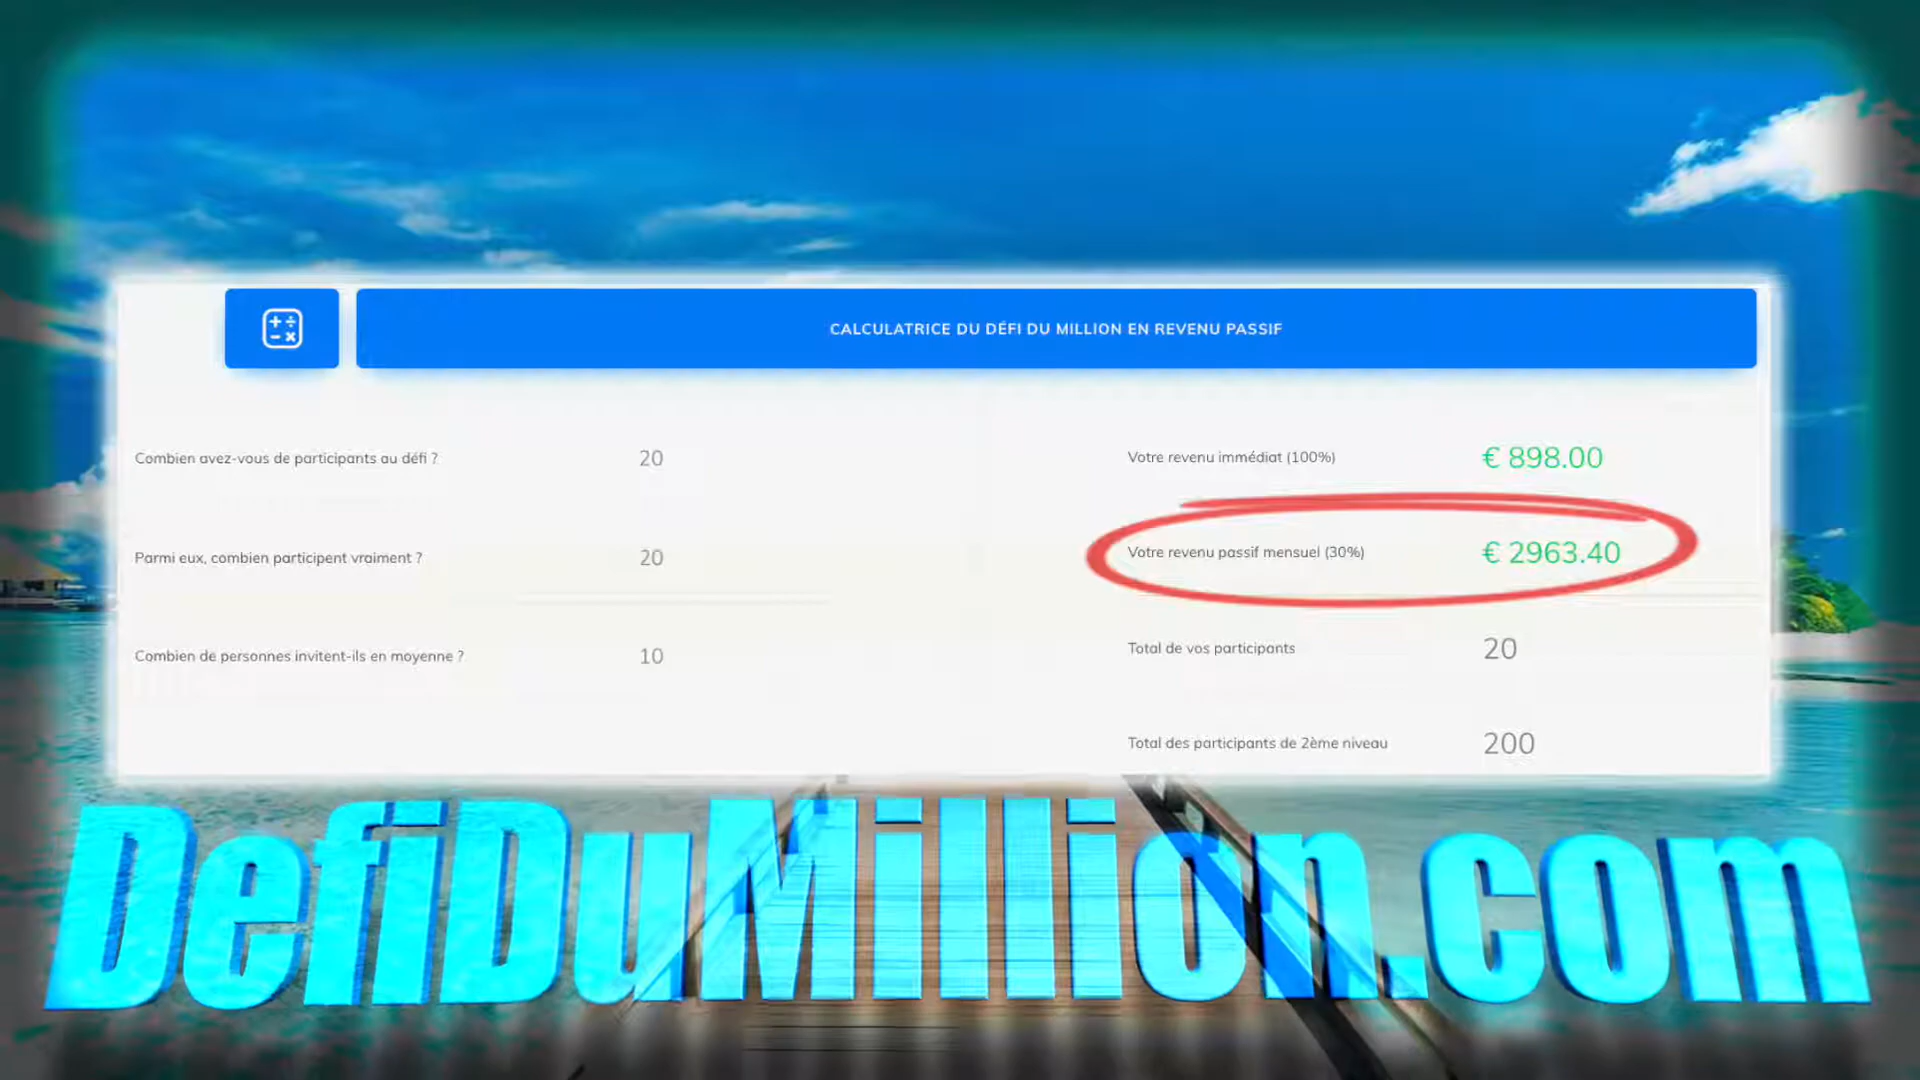 CALCULATRICE DU DÉFI DU MILLION EN REVENU PASSIF
Combien avez-vous de participants au défi ? 20
Votre revenu immédiat (100%) € 898.00
Parmi eux, combien participent vraiment ? 20
Votre revenu passif mensuel (30%) € 2963.40
Combien de personnes invitent-ils en moyenne ? 10
Total de vos participants 20
Total des participants de 2ème niveau 200
DefiDuMillion.com